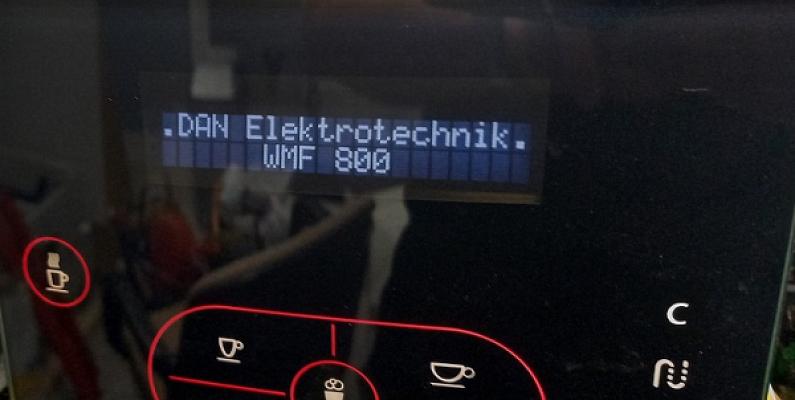 .DAN Elektrotechnik.
WMF 800
C